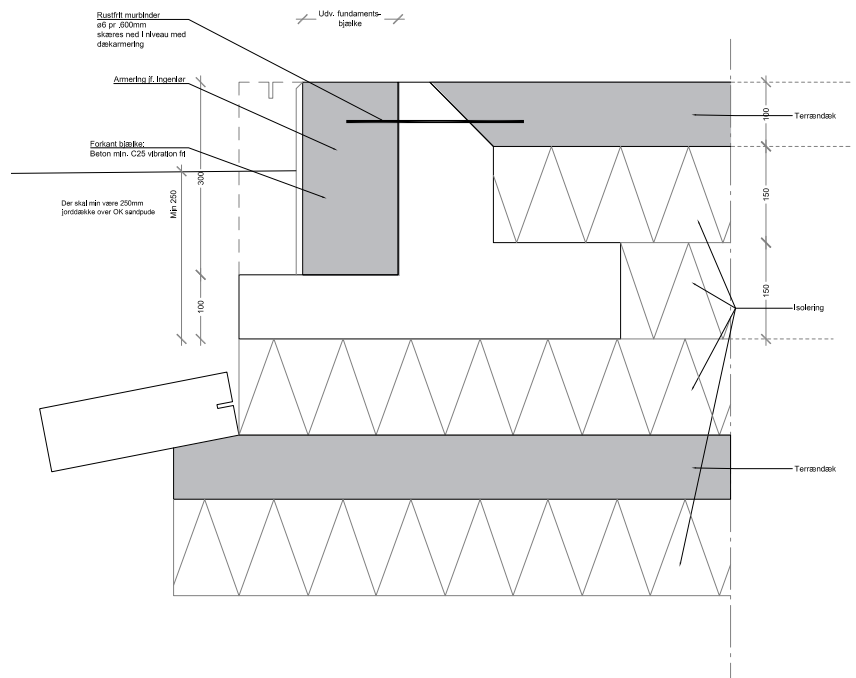 Rustfrit murbinder
ø6 pr .600mm
skæres ned i niveau med
dækarmering
Udv. fundaments-
bjælke
Armering jf. Ingeniør
Forkant bjælke:
Beton min. C25 vibration fri
Der skal min være 250mm
jorddække over OK sandpude
Min 250
300
100
100
150
150
Terrændæk
Isolering
Terrændæk